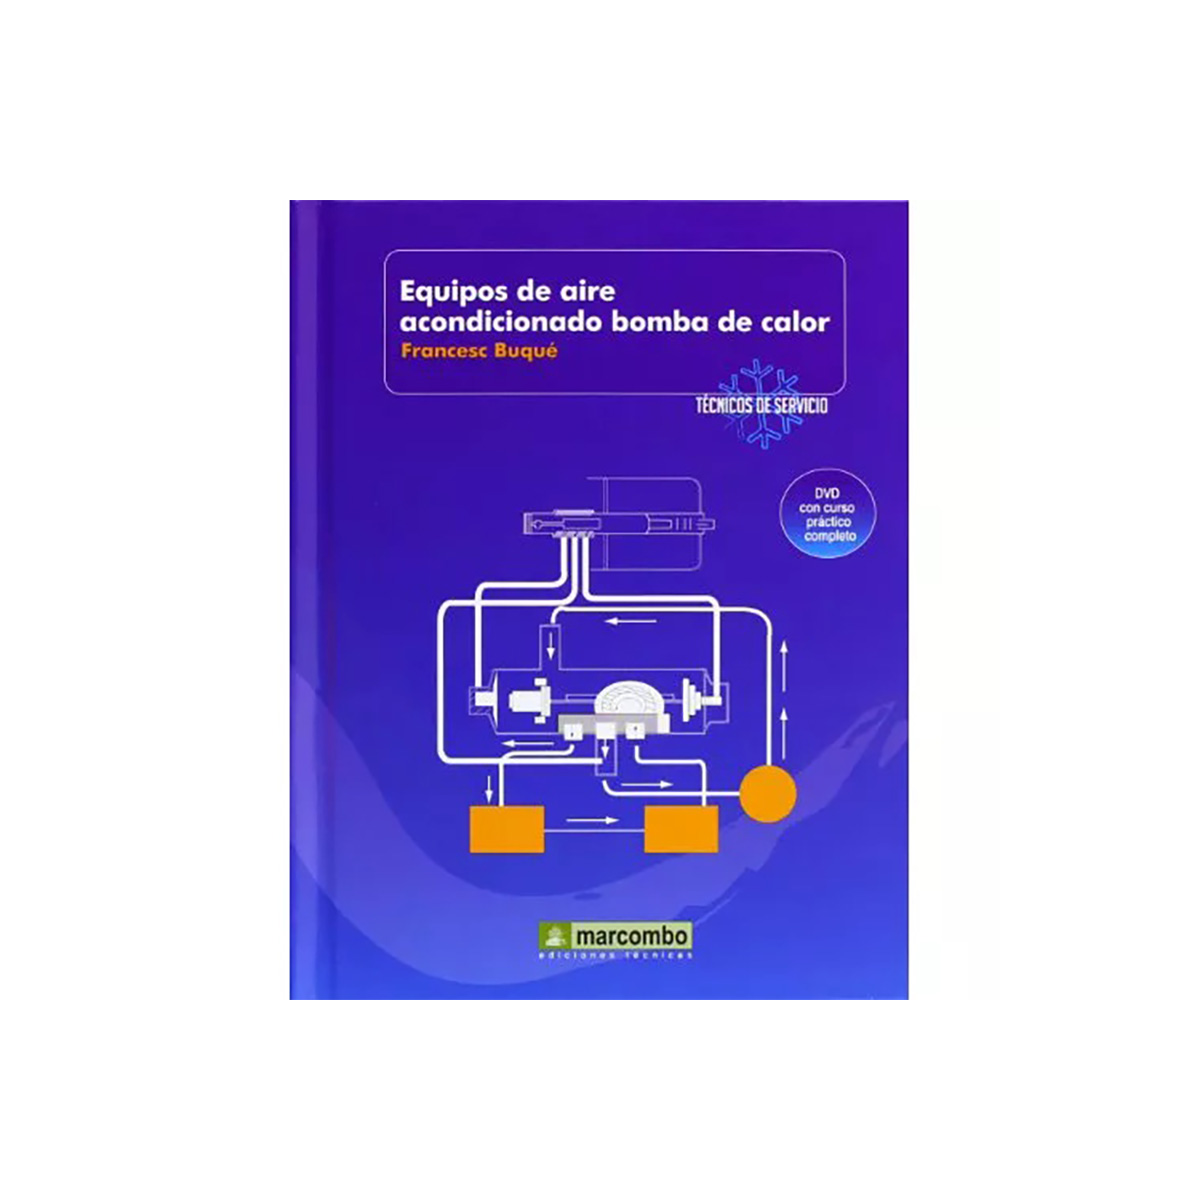 Equipos de aire
acondicionado bomba de calor
Francesc Buqué
TÉCNICOS DE SERVICIO
DVD
con curso
práctico
completo
marcombo
ediciones técnicas